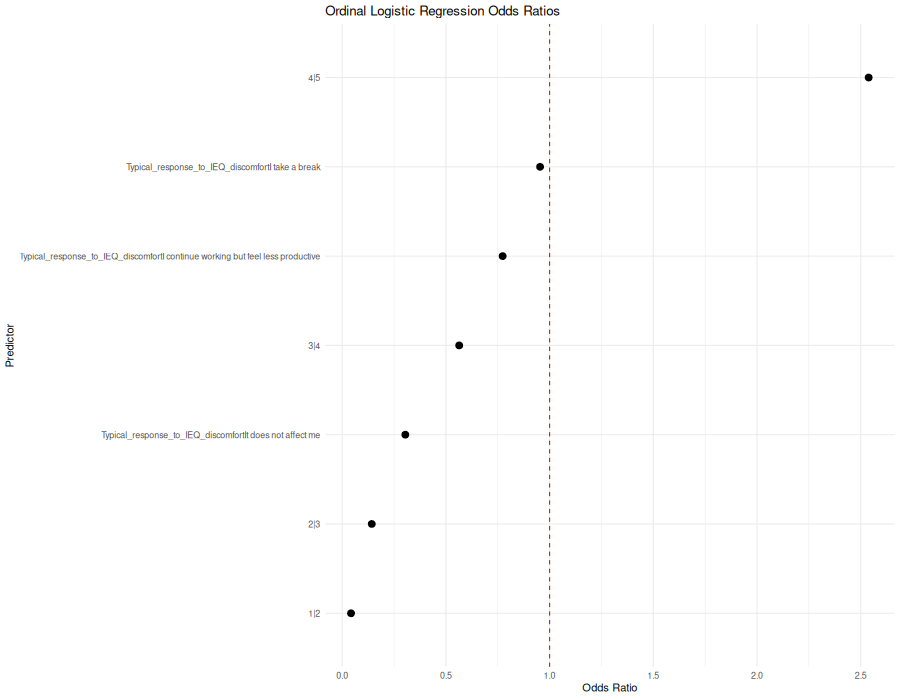 Ordinal Logistic Regression Odds Ratios
4|5
Typical_response_to_IEQ_discomfortI take a break
Typical_response_to_IEQ_discomfortI continue working but feel less productive
3|4
Typical_response_to_IEQ_discomfortIt does not affect me
2|3
1|2
Predictor
0.0 0.5 1.0 1.5 2.0 2.5
Odds Ratio